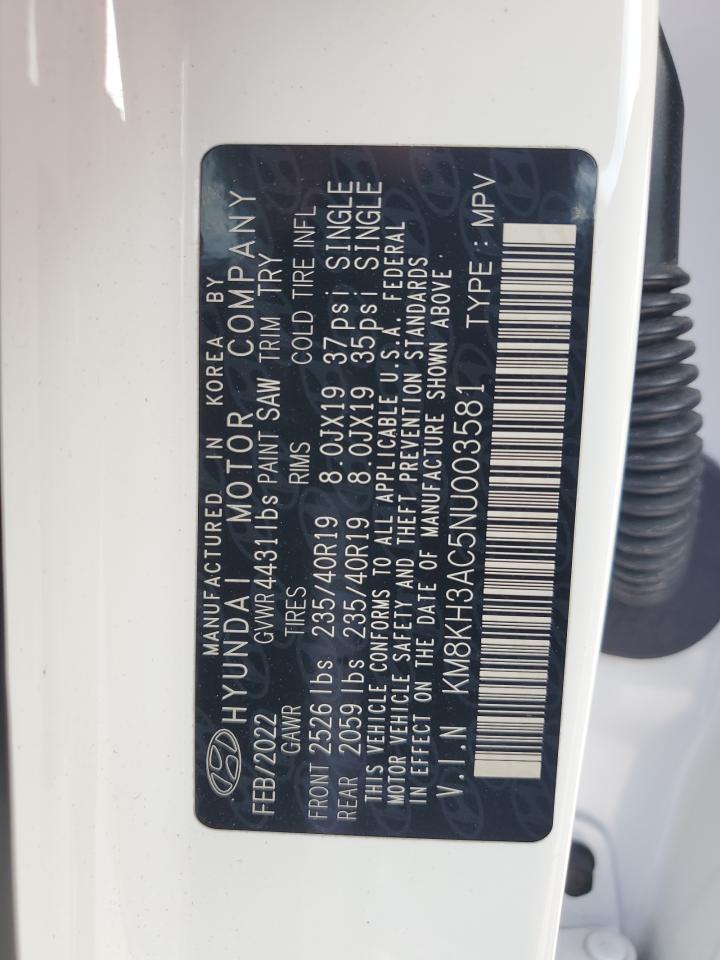 MANUFACTURED IN KOREA BY
HYUNDAI MOTOR COMPANY
FEB/2022 GVWR 4431lbs PAINT SAW TRIM TRY
GAWR TIRES RIMS COLD TIRE INFL
FRONT 2526 lbs 235/40R19 8.0JX19 37psi SINGLE
REAR 2059 lbs 235/40R19 8.0JX19 35psi SINGLE
THIS VEHICLE CONFORMS TO ALL APPLICABLE U.S.A. FEDERAL
MOTOR VEHICLE SAFETY AND THEFT PREVENTION STANDARDS
IN EFFECT ON THE DATE OF MANUFACTURE SHOWN ABOVE.
V.I.N KM8KH3AC5NU003581 TYPE : MPV